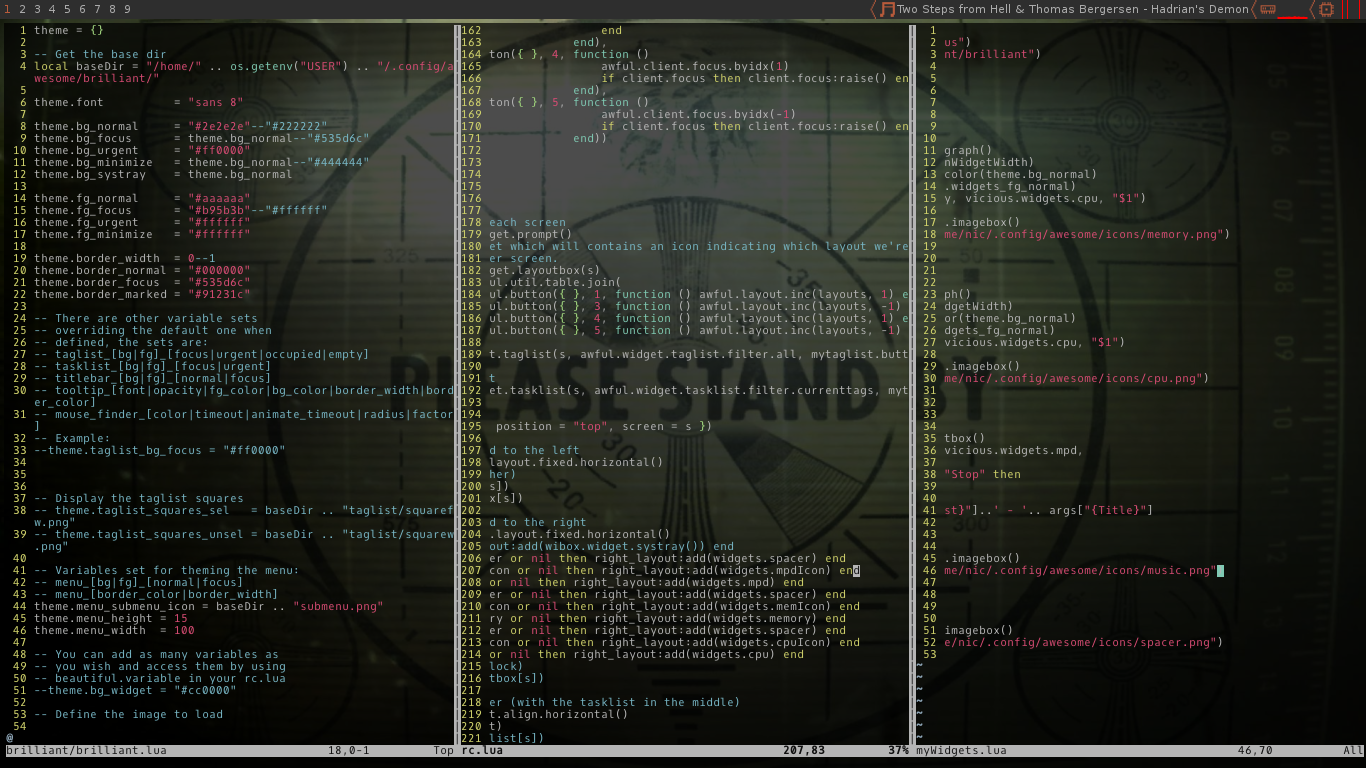 1 2 3 4 5 6 7 8 9
Two Steps from Hell & Thomas Bergersen - Hadrian's Demon
1 theme = {}
2
3 -- Get the base dir
4 local baseDir = "/home/" .. os.getenv("USER") .. "/.config/a
wesome/brilliant/"
5
6 theme.font          = "sans 8"
7
8 theme.bg_normal     = "#2e2e2e"--"#222222"
9 theme.bg_focus      = theme.bg_normal--"#535d6c"
10 theme.bg_urgent     = "#ff0000"
11 theme.bg_minimize   = theme.bg_normal--"#444444"
12 theme.bg_systray    = theme.bg_normal
13
14 theme.fg_normal     = "#aaaaaa"
15 theme.fg_focus      = "#b95b3b"--"#ffffff"
16 theme.fg_urgent     = "#ffffff"
17 theme.fg_minimize   = "#ffffff"
18
19 theme.border_width  = 0--1
20 theme.border_normal = "#000000"
21 theme.border_focus  = "#535d6c"
22 theme.border_marked = "#91231c"
23
24 -- There are other variable sets
25 -- overriding the default one when
26 -- defined, the sets are:
27 -- taglist_[bg|fg]_[focus|urgent|occupied|empty]
28 -- tasklist_[bg|fg]_[focus|urgent]
29 -- titlebar_[bg|fg]_[normal|focus]
30 -- tooltip_[font|opacity|fg_color|bg_color|border_width|bord
er_color]
31 -- mouse_finder_[color|timeout|animate_timeout|radius|factor
]
32 -- Example:
33 --theme.taglist_bg_focus = "#ff0000"
34
35
36
37 -- Display the taglist squares
38 -- theme.taglist_squares_sel   = baseDir .. "taglist/squaref
w.png"
39 -- theme.taglist_squares_unsel = baseDir .. "taglist/squarew
.png"
40
41 -- Variables set for theming the menu:
42 -- menu_[bg|fg]_[normal|focus]
43 -- menu_[border_color|border_width]
44 theme.menu_submenu_icon = baseDir .. "submenu.png"
45 theme.menu_height = 15
46 theme.menu_width  = 100
47
48 -- You can add as many variables as
49 -- you wish and access them by using
50 -- beautiful.variable in your rc.lua
51 --theme.bg_widget = "#cc0000"
52
53 -- Define the image to load
54
@
brilliant/brilliant.lua 18,0-1 Top
162 end
163 end),
164 ton({ }, 4, function ()
165 awful.client.focus.byidx(1)
166 if client.focus then client.focus:raise() en
167 end),
168 ton({ }, 5, function ()
169 awful.client.focus.byidx(-1)
170 if client.focus then client.focus:raise() en
171 end))
172
173
174
175
176
177
178 each screen
179 get.prompt()
180 et which will contains an icon indicating which layout we're
181 er screen.
182 get.layoutbox(s)
183 ul.util.table.join(
184 ul.button({ }, 1, function () awful.layout.inc(layouts, 1) e
185 ul.button({ }, 3, function () awful.layout.inc(layouts, -1)
186 ul.button({ }, 4, function () awful.layout.inc(layouts, 1) e
187 ul.button({ }, 5, function () awful.layout.inc(layouts, -1)
188
189 t.taglist(s, awful.widget.taglist.filter.all, mytaglist.butt
190
191 t
192 et.tasklist(s, awful.widget.tasklist.filter.currenttags, myt
193
194
195 position = "top", screen = s })
196
197 d to the left
198 layout.fixed.horizontal()
199 her)
200 s])
201 x[s])
202
203 d to the right
204 .layout.fixed.horizontal()
205 out:add(wibox.widget.systray()) end
206 er or nil then right_layout:add(widgets.spacer) end
207 con or nil then right_layout:add(widgets.mpdIcon) end
208 or nil then right_layout:add(widgets.mpd) end
209 er or nil then right_layout:add(widgets.spacer) end
210 con or nil then right_layout:add(widgets.memIcon) end
211 ry or nil then right_layout:add(widgets.memory) end
212 er or nil then right_layout:add(widgets.spacer) end
213 con or nil then right_layout:add(widgets.cpuIcon) end
214 or nil then right_layout:add(widgets.cpu) end
215 lock)
216 tbox[s])
217
218 er (with the tasklist in the middle)
219 t.align.horizontal()
220 t)
221 list[s])
rc.lua 207,83 37%
1
2 us")
3 nt/brilliant")
4
5
6
7
8
9
10
11 graph()
12 nWidgetWidth)
13 color(theme.bg_normal)
14 .widgets_fg_normal)
15 y, vicious.widgets.cpu, "$1")
16
17 .imagebox()
18 me/nic/.config/awesome/icons/memory.png")
19
20
21
22
23 ph()
24 dgetWidth)
25 or(theme.bg_normal)
26 dgets_fg_normal)
27 vicious.widgets.cpu, "$1")
28
29 .imagebox()
30 me/nic/.config/awesome/icons/cpu.png")
31
32
33
34
35 tbox()
36 vicious.widgets.mpd,
37
38 "Stop" then
39
40
41 st}"]..' - '.. args["{Title}"]
42
43
44
45 .imagebox()
46 me/nic/.config/awesome/icons/music.png"
47
48
49
50
51 imagebox()
52 e/nic/.config/awesome/icons/spacer.png")
53
~
~
~
~
~
~
~
myWidgets.lua 46,70 All
PLEASE STAND BY